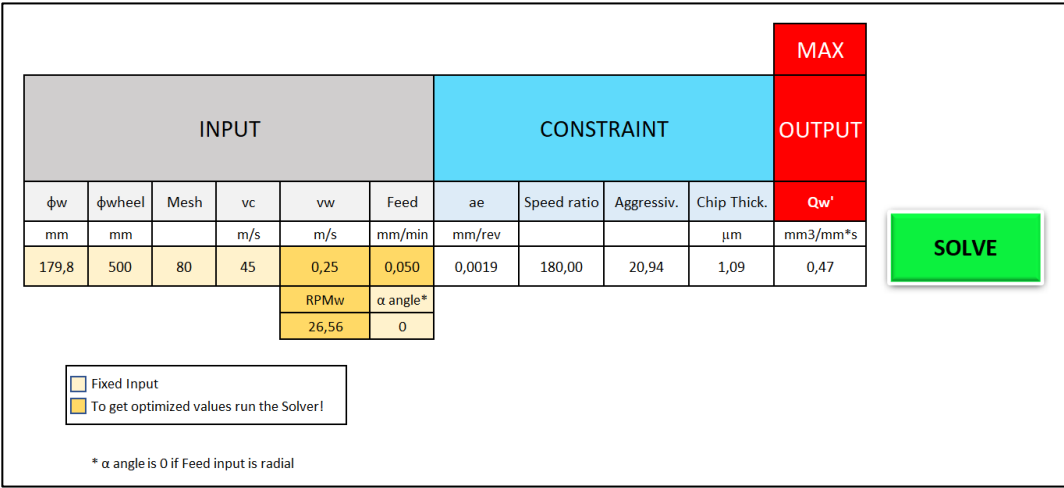 MAX
INPUT CONSTRAINT OUTPUT
ϕw ϕwheel Mesh vc vw Feed ae Speed ratio Aggressiv. Chip Thick. Qw'
mm mm m/s m/s mm/min mm/rev µm mm3/mm*s
179,8 500 80 45 0,25 0,050 0,0019 180,00 20,94 1,09 0,47
SOLVE
RPMw α angle*
26,56 0
Fixed Input
To get optimized values run the Solver!
* α angle is 0 if Feed input is radial